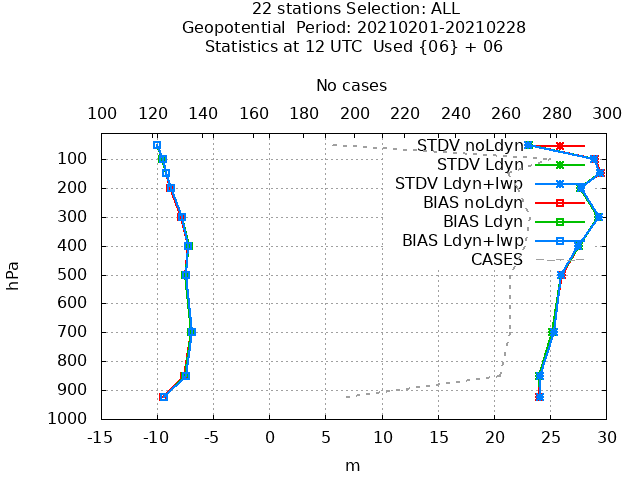 22 stations Selection: ALL
Geopotential  Period: 20210201-20210228
Statistics at 12 UTC  Used {06} + 06
No cases
100 120 140 160 180 200 220 240 260 280 300
STDV noLdyn
STDV Ldyn
STDV Ldyn+lwp
BIAS noLdyn
BIAS Ldyn
BIAS Ldyn+lwp
CASES
hPa
100
200
300
400
500
600
700
800
900
1000
-15 -10 -5 0 5 10 15 20 25 30
m